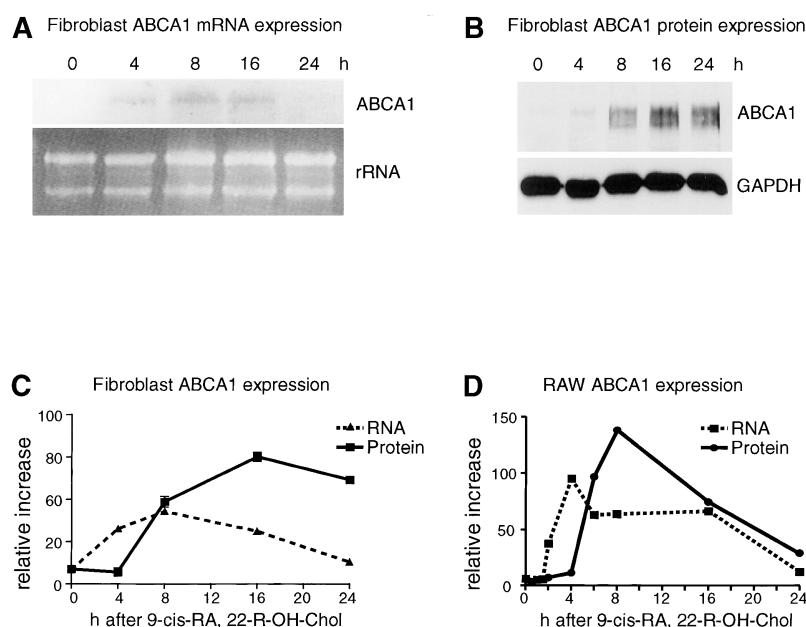 A Fibroblast ABCA1 mRNA expression
0 4 8 16 24 h
ABCA1
rRNA
B Fibroblast ABCA1 protein expression
0 4 8 16 24 h
ABCA1
GAPDH
C Fibroblast ABCA1 expression
relative increase
100
80
60
20
0
RNA
Protein
0 4 8 12 16 20 24
h after 9-cis-RA, 22-R-OH-Chol
D RAW ABCA1 expression
relative increase
150
100
50
0
RNA
Protein
0 4 8 12 16 20 24
h after 9-cis-RA, 22-R-OH-Chol